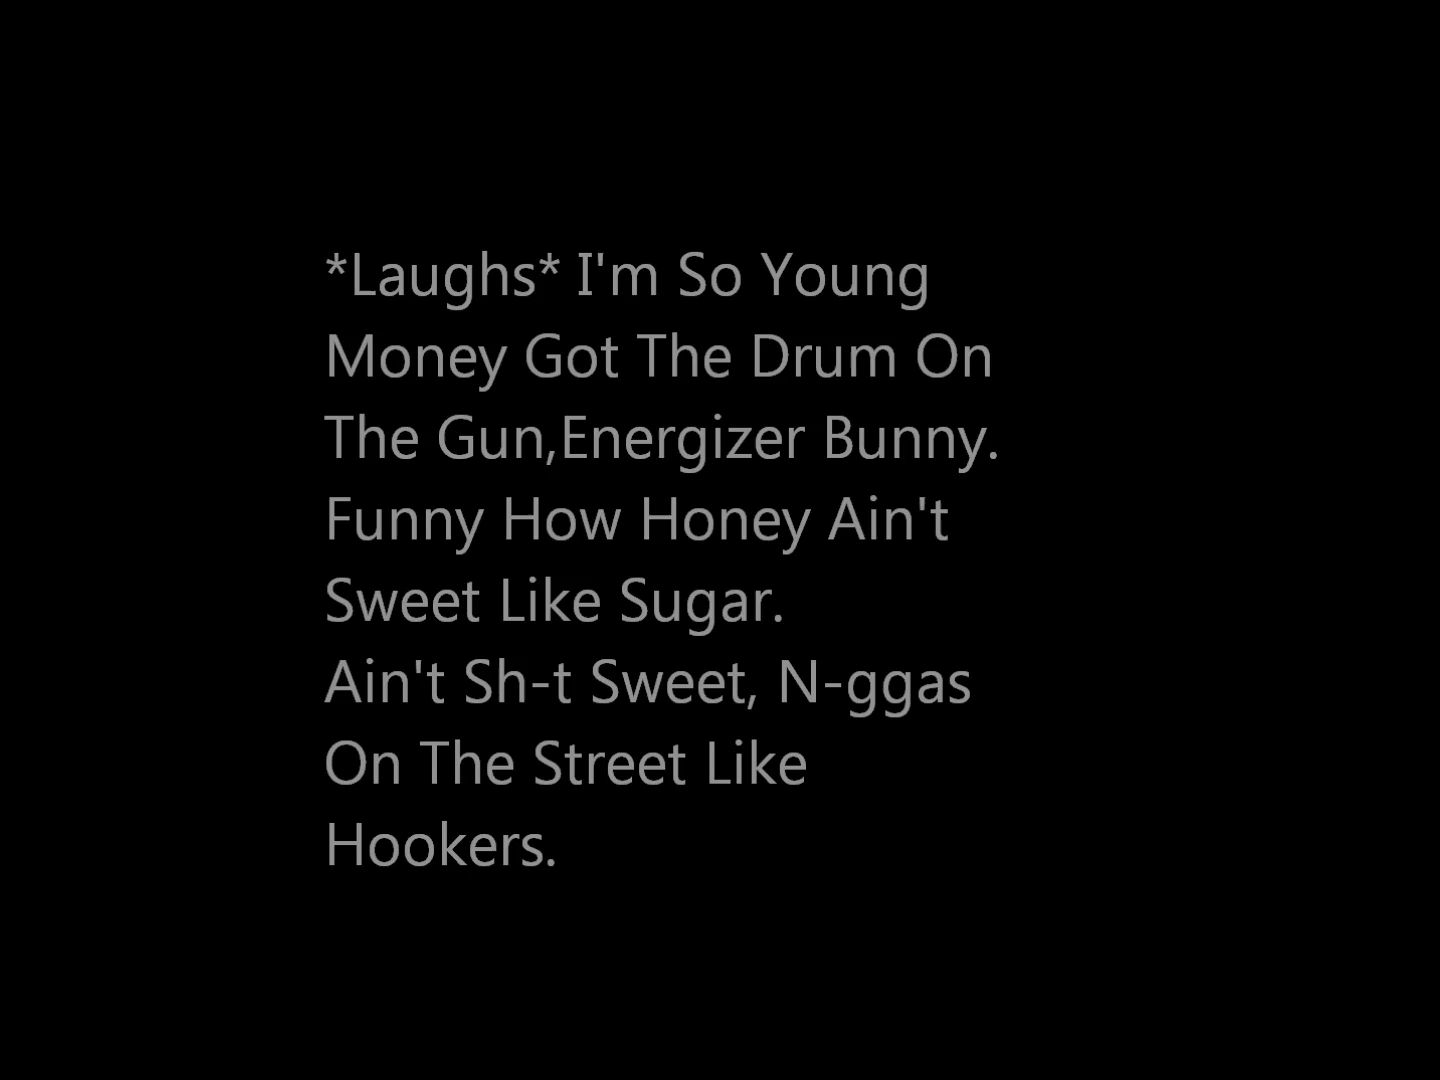 *Laughs* I'm So Young
Money Got The Drum On
The Gun,Energizer Bunny.
Funny How Honey Ain't
Sweet Like Sugar.
Ain't Sh-t Sweet, N-ggas
On The Street Like
Hookers.